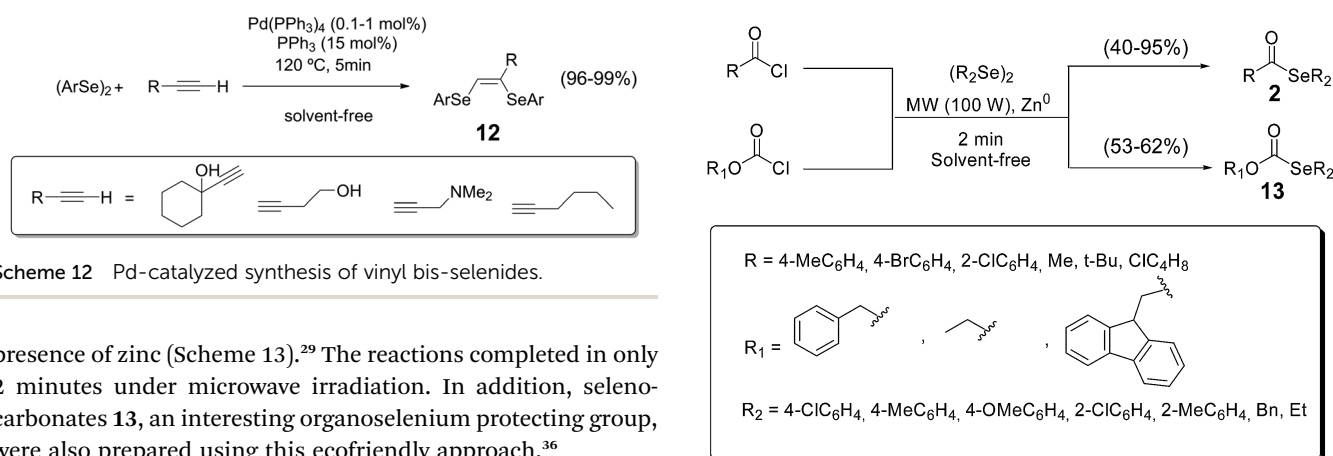 Pd(PPh3)4 (0.1-1 mol%)
PPh3 (15 mol%)
120 ºC, 5min
(ArSe)2 + R H
solvent-free
R
ArSe SeAr
(96-99%)
12
R H =
OH
OH
NMe2
Scheme 12 Pd-catalyzed synthesis of vinyl bis-selenides.
presence of zinc (Scheme 13).29 The reactions completed in only
2 minutes under microwave irradiation. In addition, seleno-
carbonates 13, an interesting organoselenium protecting group,
were also prepared using this ecofriendly approach.36
O
R Cl
O
R1O Cl
(R2Se)2
MW (100 W), Zn0
2 min
Solvent-free
(40-95%)
O
R SeR2
2
(53-62%)
O
R1O SeR2
13
R = 4-MeC6H4, 4-BrC6H4, 2-ClC6H4, Me, t-Bu, ClC4H8
R1 = , ,
R2 = 4-ClC6H4, 4-MeC6H4, 4-OMeC6H4, 2-ClC6H4, 2-MeC6H4, Bn, Et